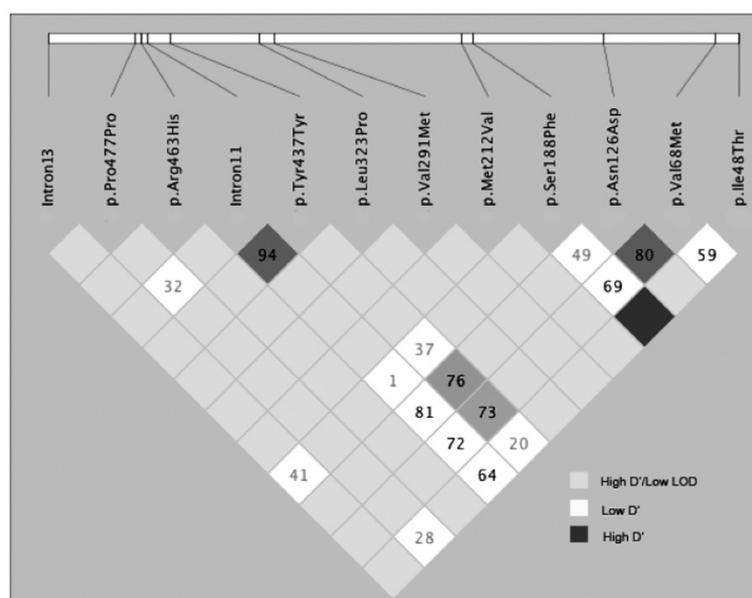 Intron13
p.Pro477Pro
p.Arg463His
Intron11
p.Tyr437Tyr
p.Leu323Pro
p.Val291Met
p.Met212Val
p.Ser188Phe
p.Asn126Asp
p.Val68Met
p.Ile48Thr
94 49 80 59
32 69
37
1 76
81 73
72 20
41 64
28
High D'/Low LOD
Low D'
High D'